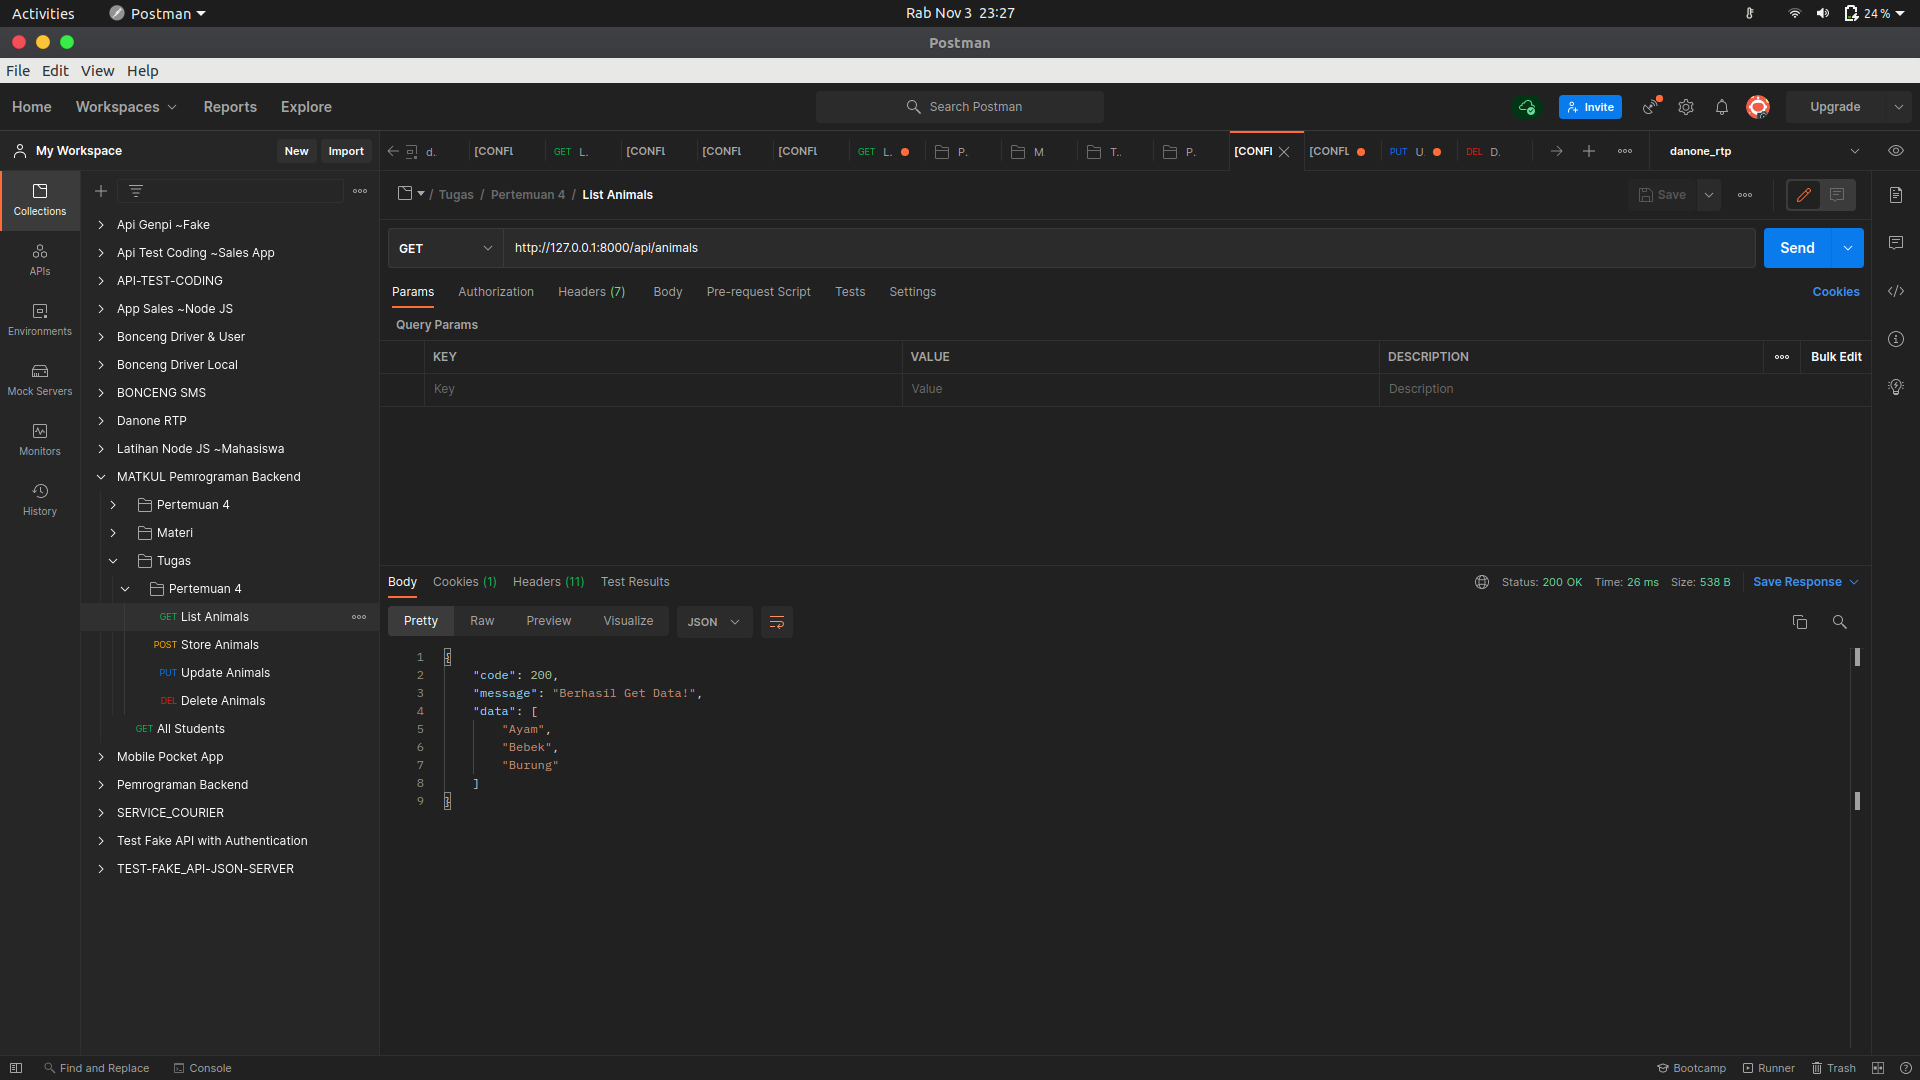 Activities Postman Rab Nov 3 23:27 24 %
Postman
File Edit View Help
Home Workspaces Reports Explore Search Postman Invite Upgrade
My Workspace New Import d. [CONFL GET L. [CONFL [CONFL [CONFL GET L. P. M T.. P. [CONFI [CONFL PUT U. DEL D. danone_rtp
Collections
APIs
Environments
Mock Servers
Monitors
History
Api Genpi ~Fake
Api Test Coding ~Sales App
API-TEST-CODING
App Sales ~Node JS
Bonceng Driver & User
Bonceng Driver Local
BONCENG SMS
Danone RTP
Latihan Node JS ~Mahasiswa
MATKUL Pemrograman Backend
Pertemuan 4
Materi
Tugas
Pertemuan 4
GET List Animals
POST Store Animals
PUT Update Animals
DEL Delete Animals
GET All Students
Mobile Pocket App
Pemrograman Backend
SERVICE_COURIER
Test Fake API with Authentication
TEST-FAKE_API-JSON-SERVER
/ Tugas / Pertemuan 4 / List Animals Save
GET http://127.0.0.1:8000/api/animals Send
Params Authorization Headers (7) Body Pre-request Script Tests Settings Cookies
Query Params
KEY VALUE DESCRIPTION Bulk Edit
Key Value Description
Body Cookies (1) Headers (11) Test Results Status: 200 OK Time: 26 ms Size: 538 B Save Response
Pretty Raw Preview Visualize JSON
1 {
2 "code": 200,
3 "message": "Berhasil Get Data!",
4 "data": [
5 "Ayam",
6 "Bebek",
7 "Burung"
8 ]
9 }
Find and Replace Console Bootcamp Runner Trash